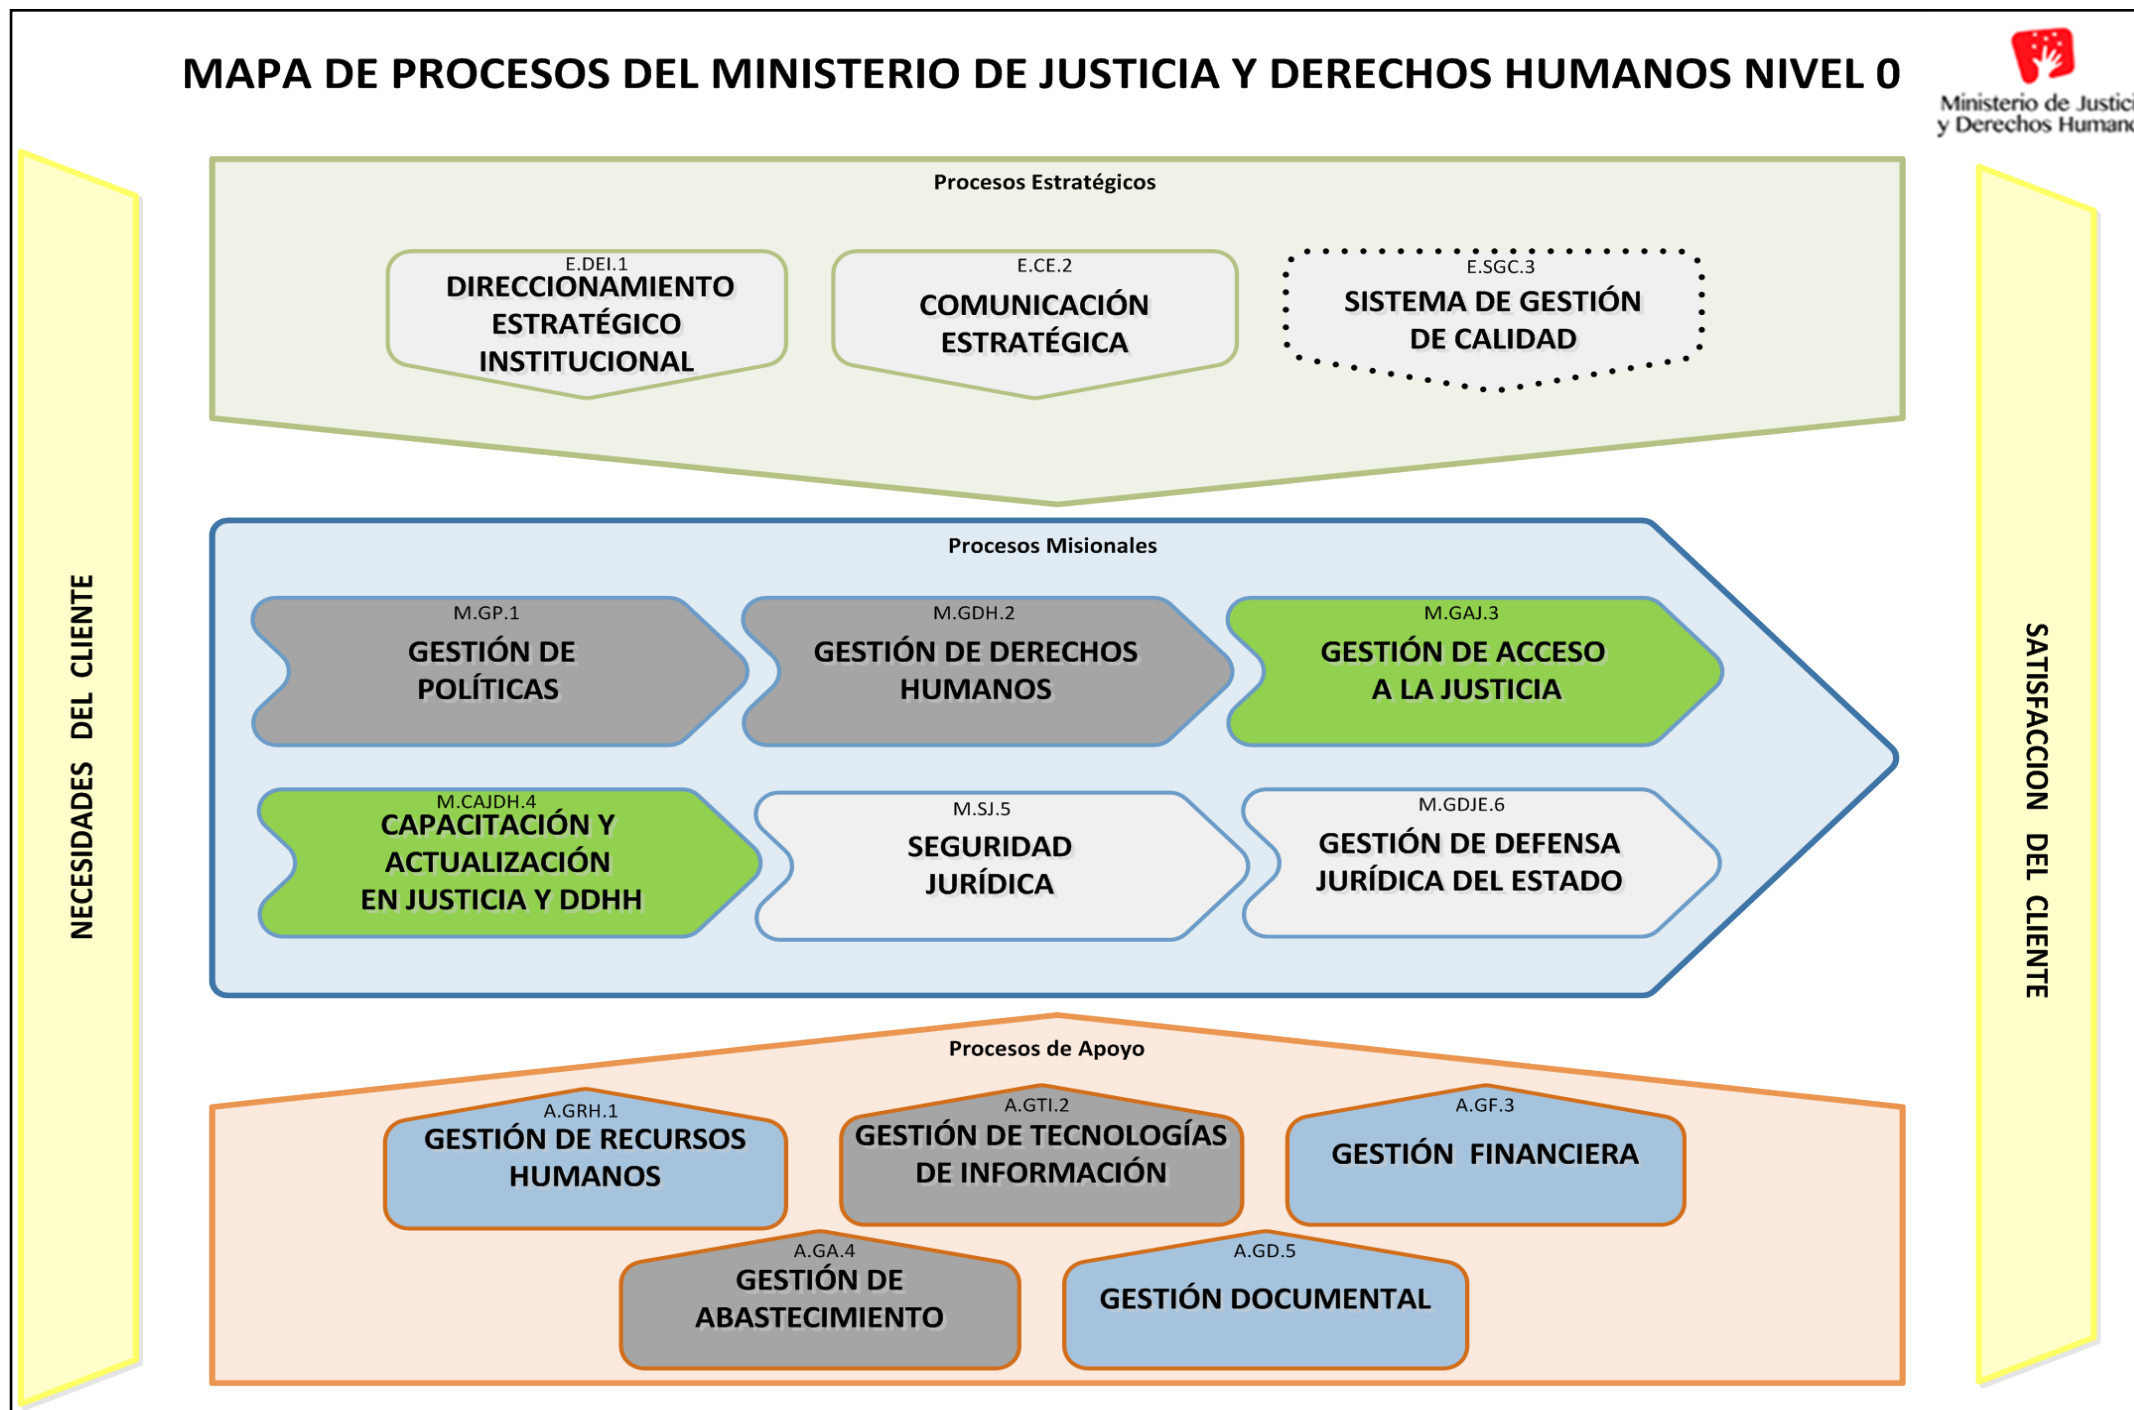 MAPA DE PROCESOS DEL MINISTERIO DE JUSTICIA Y DERECHOS HUMANOS NIVEL 0
Ministerio de Justici
y Derechos Human
NECESIDADES DEL CLIENTE
Procesos Estratégicos
E.DEI.1
DIRECCIONAMIENTO
ESTRATÉGICO
INSTITUCIONAL
E.CE.2
COMUNICACIÓN
ESTRATÉGICA
E.SGC.3
SISTEMA DE GESTIÓN
DE CALIDAD
Procesos Misionales
M.GP.1
GESTIÓN DE
POLÍTICAS
M.GDH.2
GESTIÓN DE DERECHOS
HUMANOS
M.GAJ.3
GESTIÓN DE ACCESO
A LA JUSTICIA
M.CAJDH.4
CAPACITACIÓN Y
ACTUALIZACIÓN
EN JUSTICIA Y DDHH
M.SJ.5
SEGURIDAD
JURÍDICA
M.GDJE.6
GESTIÓN DE DEFENSA
JURÍDICA DEL ESTADO
Procesos de Apoyo
A.GRH.1
GESTIÓN DE RECURSOS
HUMANOS
A.GTI.2
GESTIÓN DE TECNOLOGÍAS
DE INFORMACIÓN
A.GF.3
GESTIÓN FINANCIERA
A.GA.4
GESTIÓN DE
ABASTECIMIENTO
A.GD.5
GESTIÓN DOCUMENTAL
SATISFACCION DEL CLIENTE